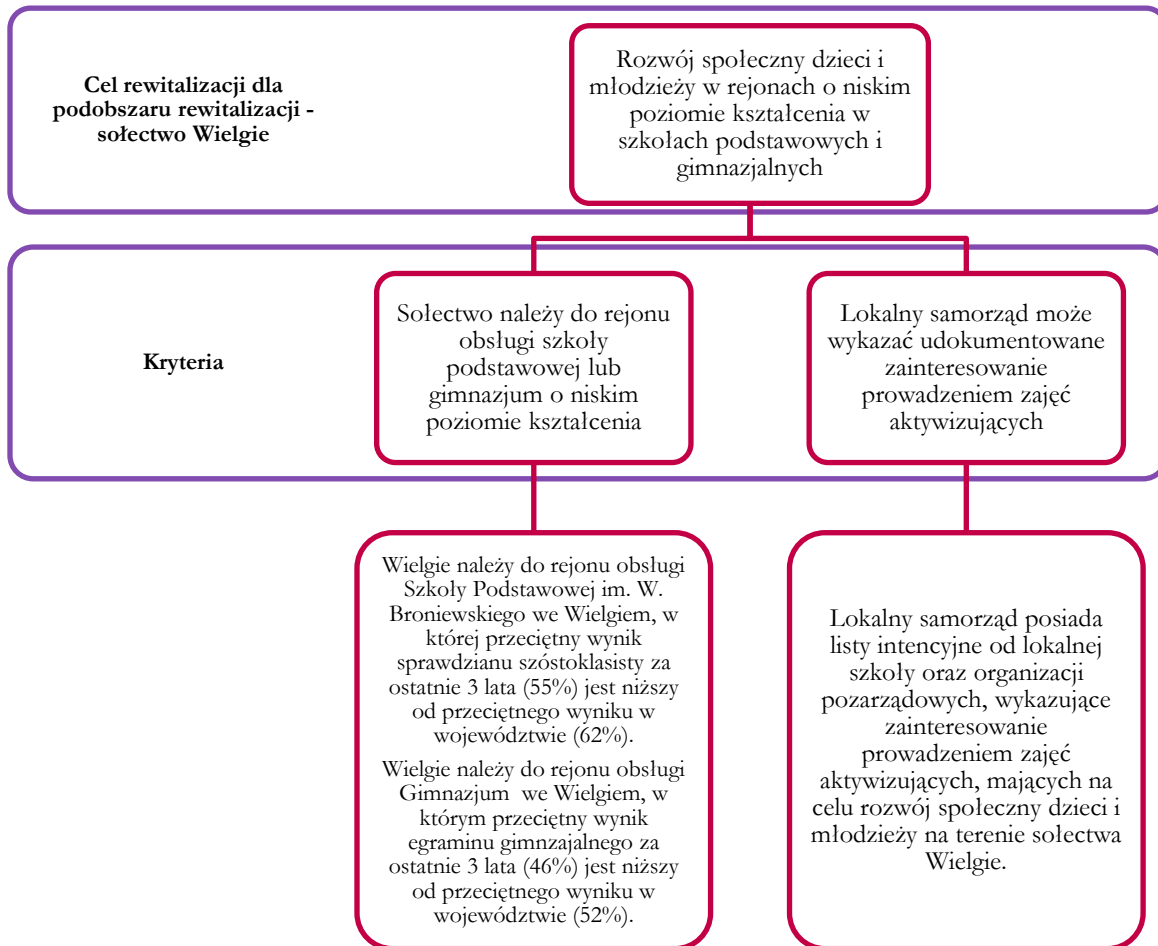 Cel rewitalizacji dla
podobszaru rewitalizacji -
sołectwo Wielgie
Rozwój społeczny dzieci i
młodzieży w rejonach o niskim
poziomie kształcenia w
szkołach podstawowych i
gimnazjalnych
Kryteria
Sołectwo należy do rejonu
obsługi szkoły
podstawowej lub
gimnazjum o niskim
poziomie kształcenia
Lokalny samorząd może
wykazać udokumentowane
zainteresowanie
prowadzeniem zajęć
aktywizujących
Wielgie należy do rejonu obsługi
Szkoły Podstawowej im. W.
Broniewskiego we Wielgiem, w
której przeciętny wynik
sprawdzianu szóstoklasisty za
ostatnie 3 lata (55%) jest niższy
od przeciętnego wyniku w
województwie (62%).
Wielgie należy do rejonu obsługi
Gimnazjum we Wielgiem, w
którym przeciętny wynik
egraminu gimnzajalnego za
ostatnie 3 lata (46%) jest niższy
od przeciętnego wyniku w
województwie (52%).
Lokalny samorząd posiada
listy intencyjne od lokalnej
szkoły oraz organizacji
pozarządowych, wykazujące
zainteresowanie
prowadzeniem zajęć
aktywizujących, mających na
celu rozwój społeczny dzieci i
młodzieży na terenie sołectwa
Wielgie.